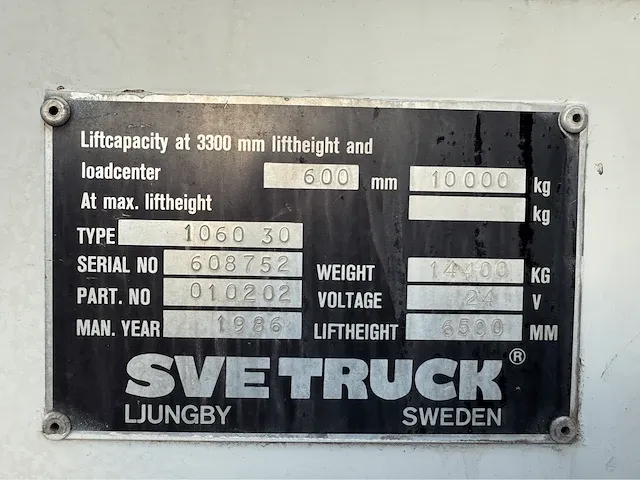 Liftcapacity at 3300 mm liftheight and
loadcenter 600 mm 10000 kg
At max. liftheight kg
TYPE 1060 30
SERIAL NO 608752 WEIGHT 14400 KG
PART. NO 010202 VOLTAGE 24 V
MAN. YEAR 1986 LIFTHEIGHT 6500 MM
SVETRUCK®
LJUNGBY SWEDEN